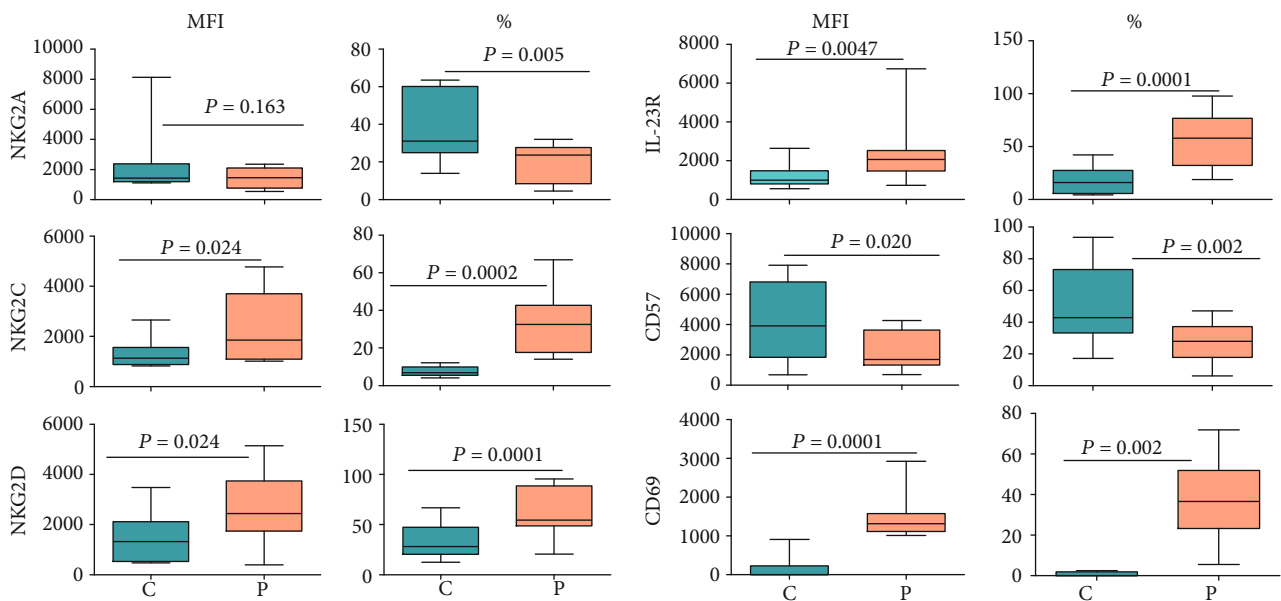 MFI
%
MFI
%
NKG2A
10000
8000
6000
4000
2000
0
P = 0.163
80
60
40
20
0
P = 0.005
IL-23R
8000
6000
4000
2000
0
P = 0.0047
150
100
50
0
P = 0.0001
NKG2C
6000
4000
2000
0
P = 0.024
80
60
40
20
0
P = 0.0002
CD57
10000
8000
6000
4000
2000
0
P = 0.020
100
80
60
40
20
0
P = 0.002
NKG2D
6000
4000
2000
0
P = 0.024
C P
150
100
50
0
P = 0.0001
C P
CD69
4000
3000
2000
1000
0
P = 0.0001
C P
80
60
40
20
0
P = 0.002
C P